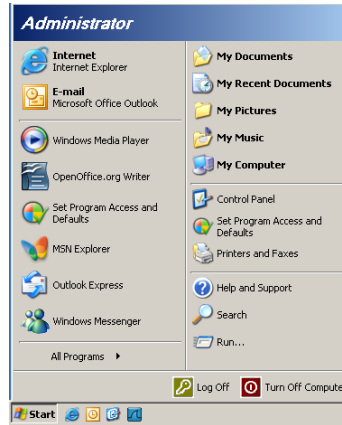 Administrator
Internet
Internet Explorer
E-mail
Microsoft Office Outlook
Windows Media Player
OpenOffice.org Writer
Set Program Access and
Defaults
MSN Explorer
Outlook Express
Windows Messenger
All Programs
My Documents
My Recent Documents
My Pictures
My Music
My Computer
Control Panel
Set Program Access and
Defaults
Printers and Faxes
Help and Support
Search
Run...
Log Off
Turn Off Compute
Start